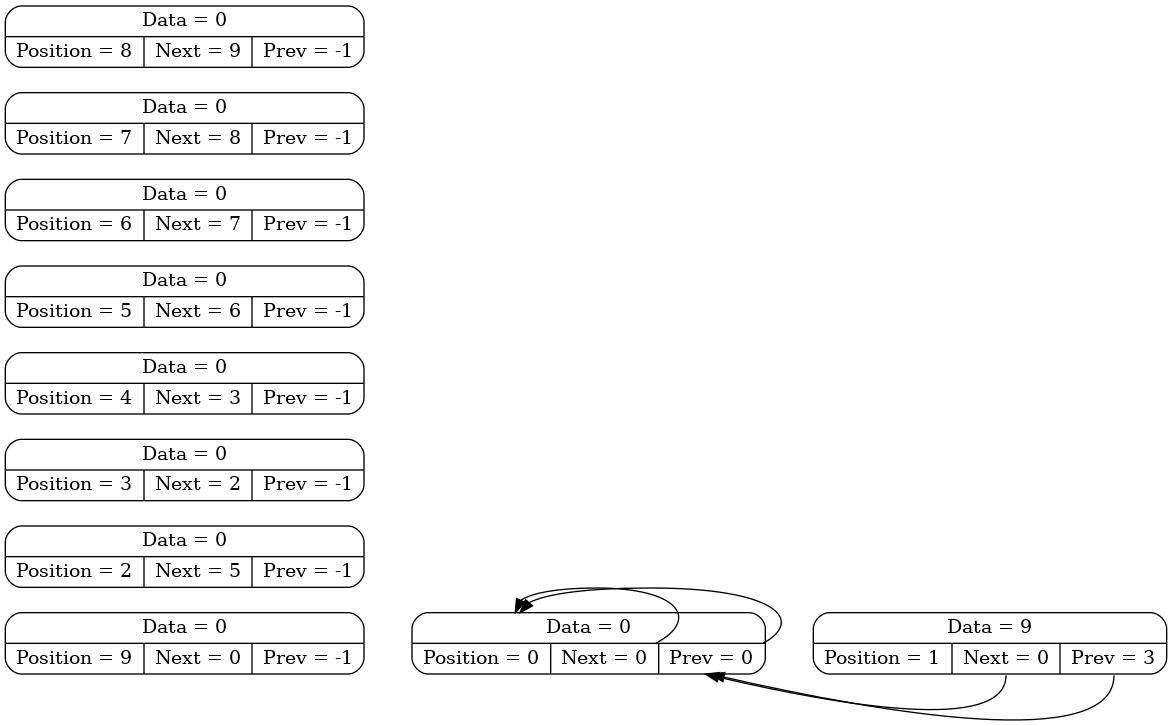 Data = 0
Position = 8 Next = 9 Prev = -1
Data = 0
Position = 7 Next = 8 Prev = -1
Data = 0
Position = 6 Next = 7 Prev = -1
Data = 0
Position = 5 Next = 6 Prev = -1
Data = 0
Position = 4 Next = 3 Prev = -1
Data = 0
Position = 3 Next = 2 Prev = -1
Data = 0
Position = 2 Next = 5 Prev = -1
Data = 0
Position = 9 Next = 0 Prev = -1
Data = 0
Position = 0 Next = 0 Prev = 0
Data = 9
Position = 1 Next = 0 Prev = 3